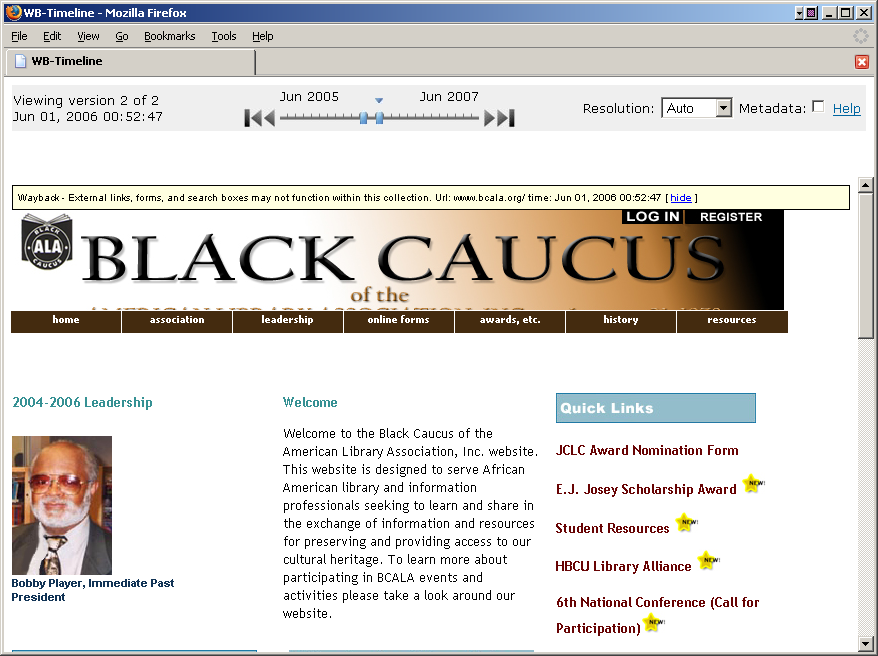 WB-Timeline - Mozilla Firefox
File Edit View Go Bookmarks Tools Help
WB-Timeline
Viewing version 2 of 2
Jun 01, 2006 00:52:47
Jun 2005 Jun 2007
Resolution: Auto Metadata: Help
Wayback - External links, forms, and search boxes may not function within this collection. Url: www.bcala.org/ time: Jun 01, 2006 00:52:47 [ hide ]
LOG IN REGISTER
BLACK
ALA
CAUCUS
BLACK CAUCUS
of the
AMERICAN LIBRARY ASSOCIATION, INC.
home association leadership online forms awards, etc. history resources
2004-2006 Leadership
Bobby Player, Immediate Past
President
Welcome
Welcome to the Black Caucus of the
American Library Association, Inc. website.
This website is designed to serve African
American library and information
professionals seeking to learn and share in
the exchange of information and resources
for preserving and providing access to our
cultural heritage. To learn more about
participating in BCALA events and
activities please take a look around our
website.
Quick Links
JCLC Award Nomination Form
E.J. Josey Scholarship Award NEW!
Student Resources NEW!
HBCU Library Alliance NEW!
6th National Conference (Call for
Participation) NEW!